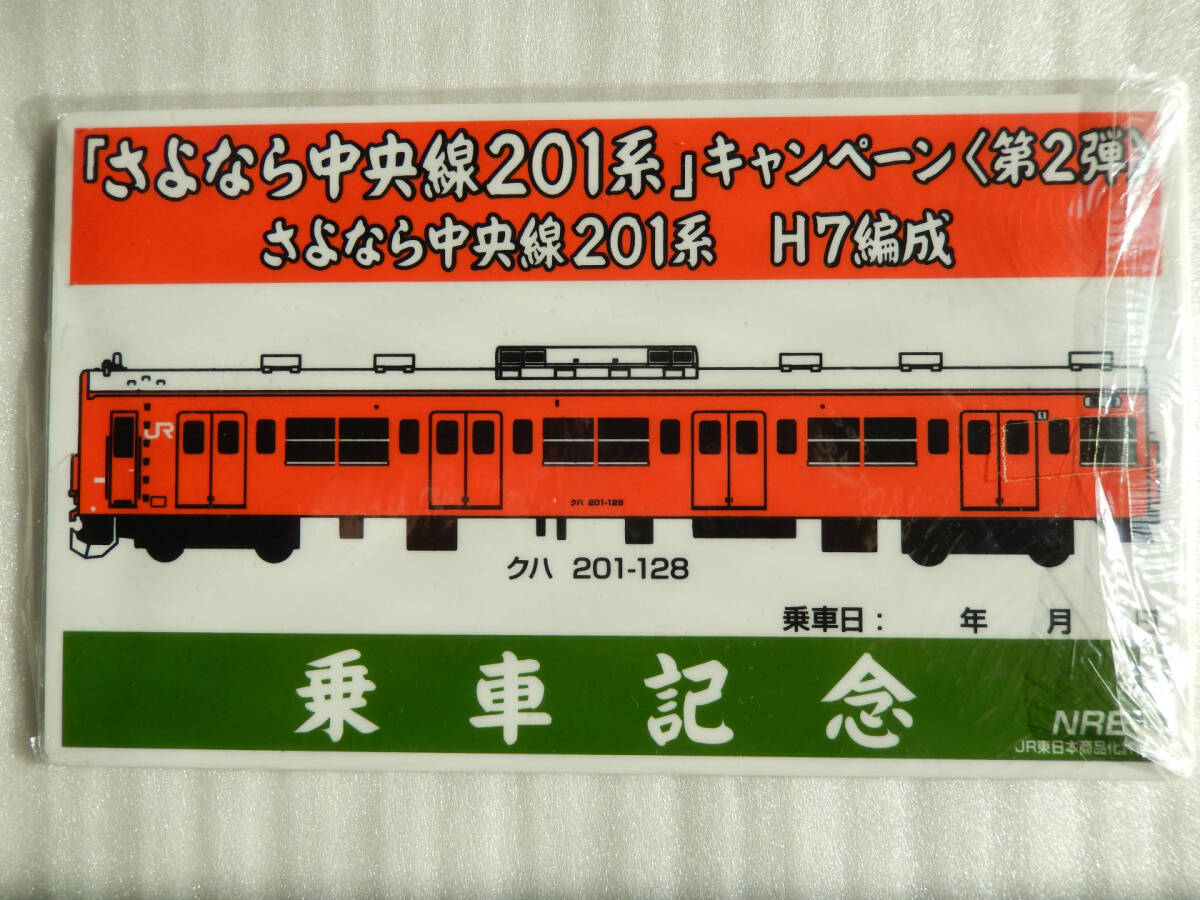 「さよなら中央線201系」キャンペーン〈第2弾〉
さよなら中央線201系 H7編成
JR
1
クハ 201-128
クハ 201-128
乗車日： 年 月 日
乗車記念
NRE
JR東日本商品化許